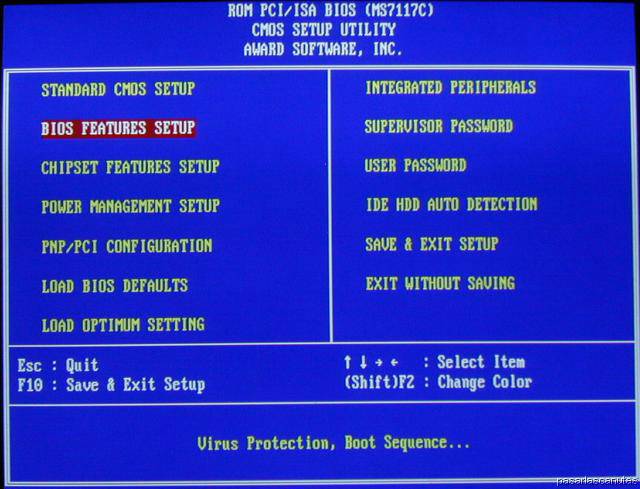 ROM PCI/ISA BIOS (MS7117C)
CMOS SETUP UTILITY
AWARD SOFTWARE, INC.
STANDARD CMOS SETUP
BIOS FEATURES SETUP
CHIPSET FEATURES SETUP
POWER MANAGEMENT SETUP
PNP/PCI CONFIGURATION
LOAD BIOS DEFAULTS
LOAD OPTIMUM SETTING
INTEGRATED PERIPHERALS
SUPERVISOR PASSWORD
USER PASSWORD
IDE HDD AUTO DETECTION
SAVE & EXIT SETUP
EXIT WITHOUT SAVING
Esc : Quit
F10 : Save & Exit Setup
↑ ↓ → ← : Select Item
(Shift)F2 : Change Color
Virus Protection, Boot Sequence...